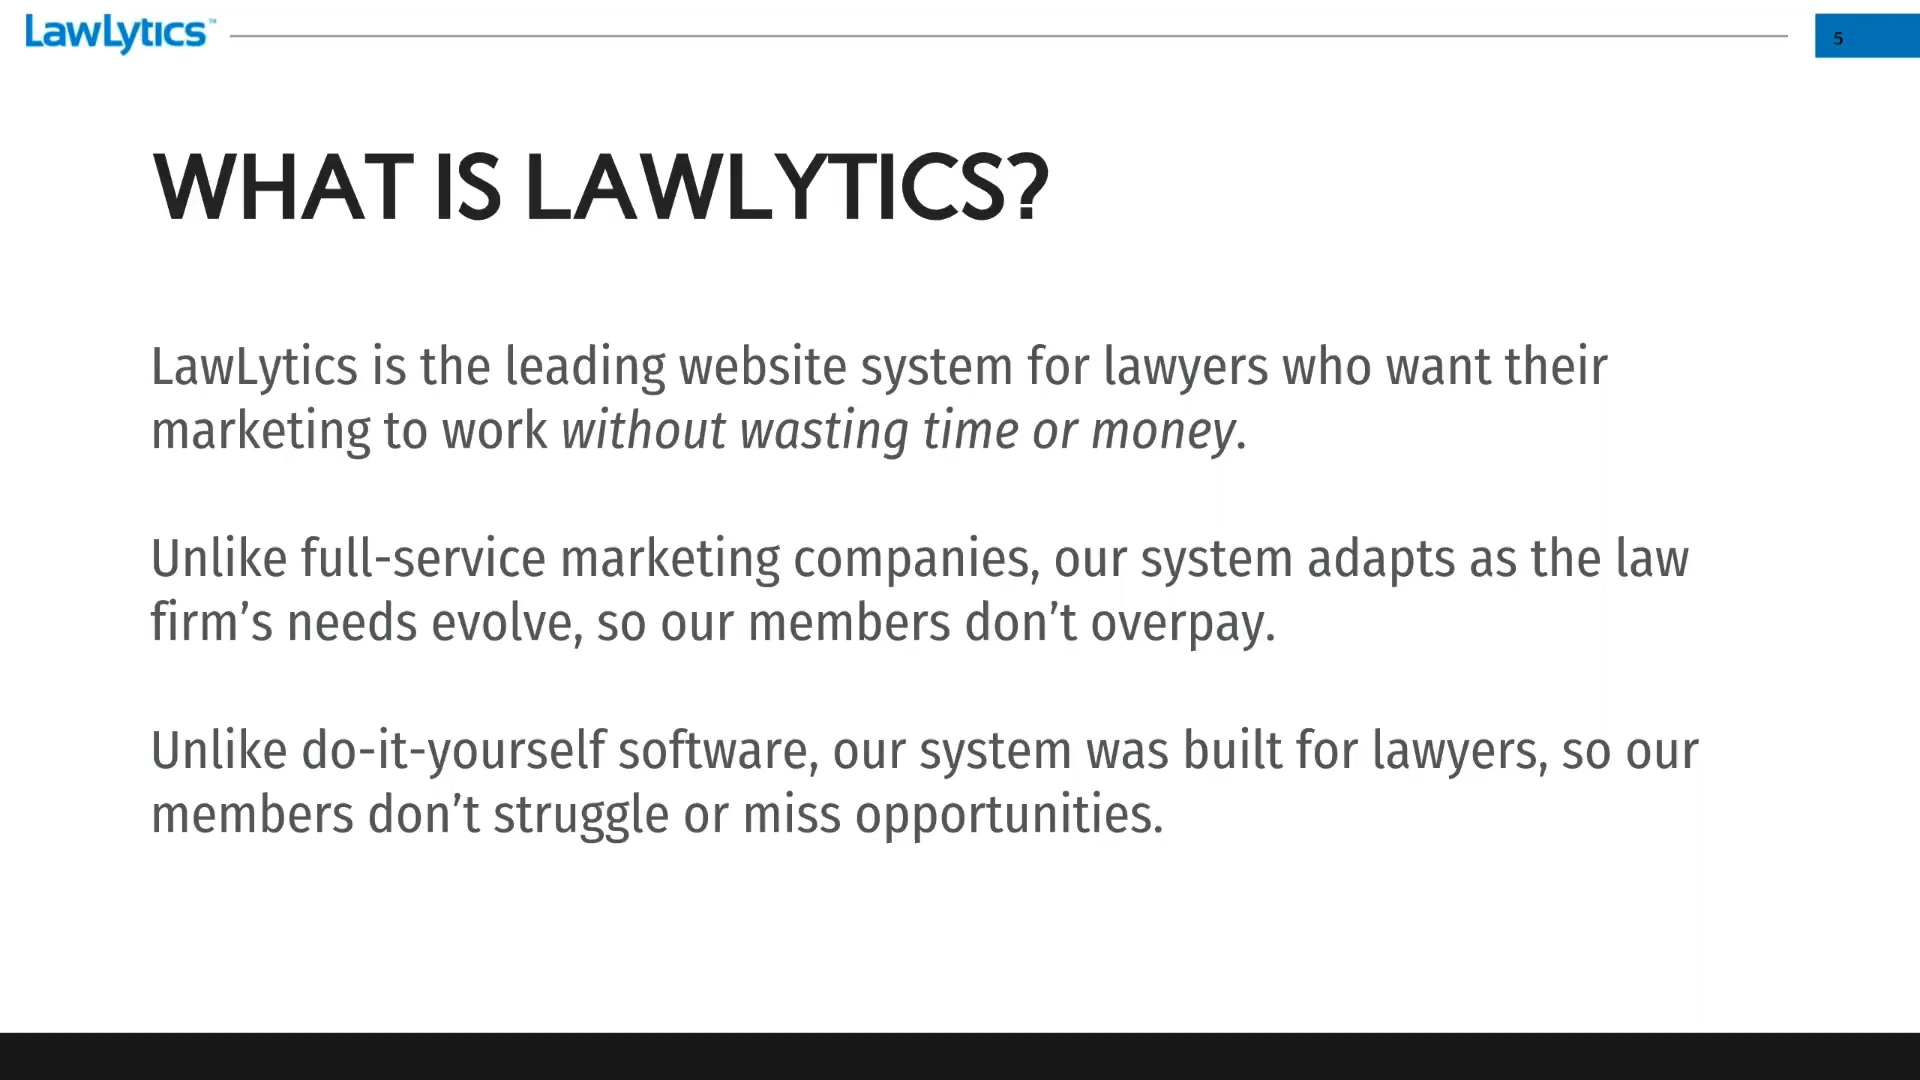 LawLytics™
5
WHAT IS LAWLYTICS?
LawLytics is the leading website system for lawyers who want their
marketing to work without wasting time or money.
Unlike full-service marketing companies, our system adapts as the law
firm’s needs evolve, so our members don’t overpay.
Unlike do-it-yourself software, our system was built for lawyers, so our
members don’t struggle or miss opportunities.